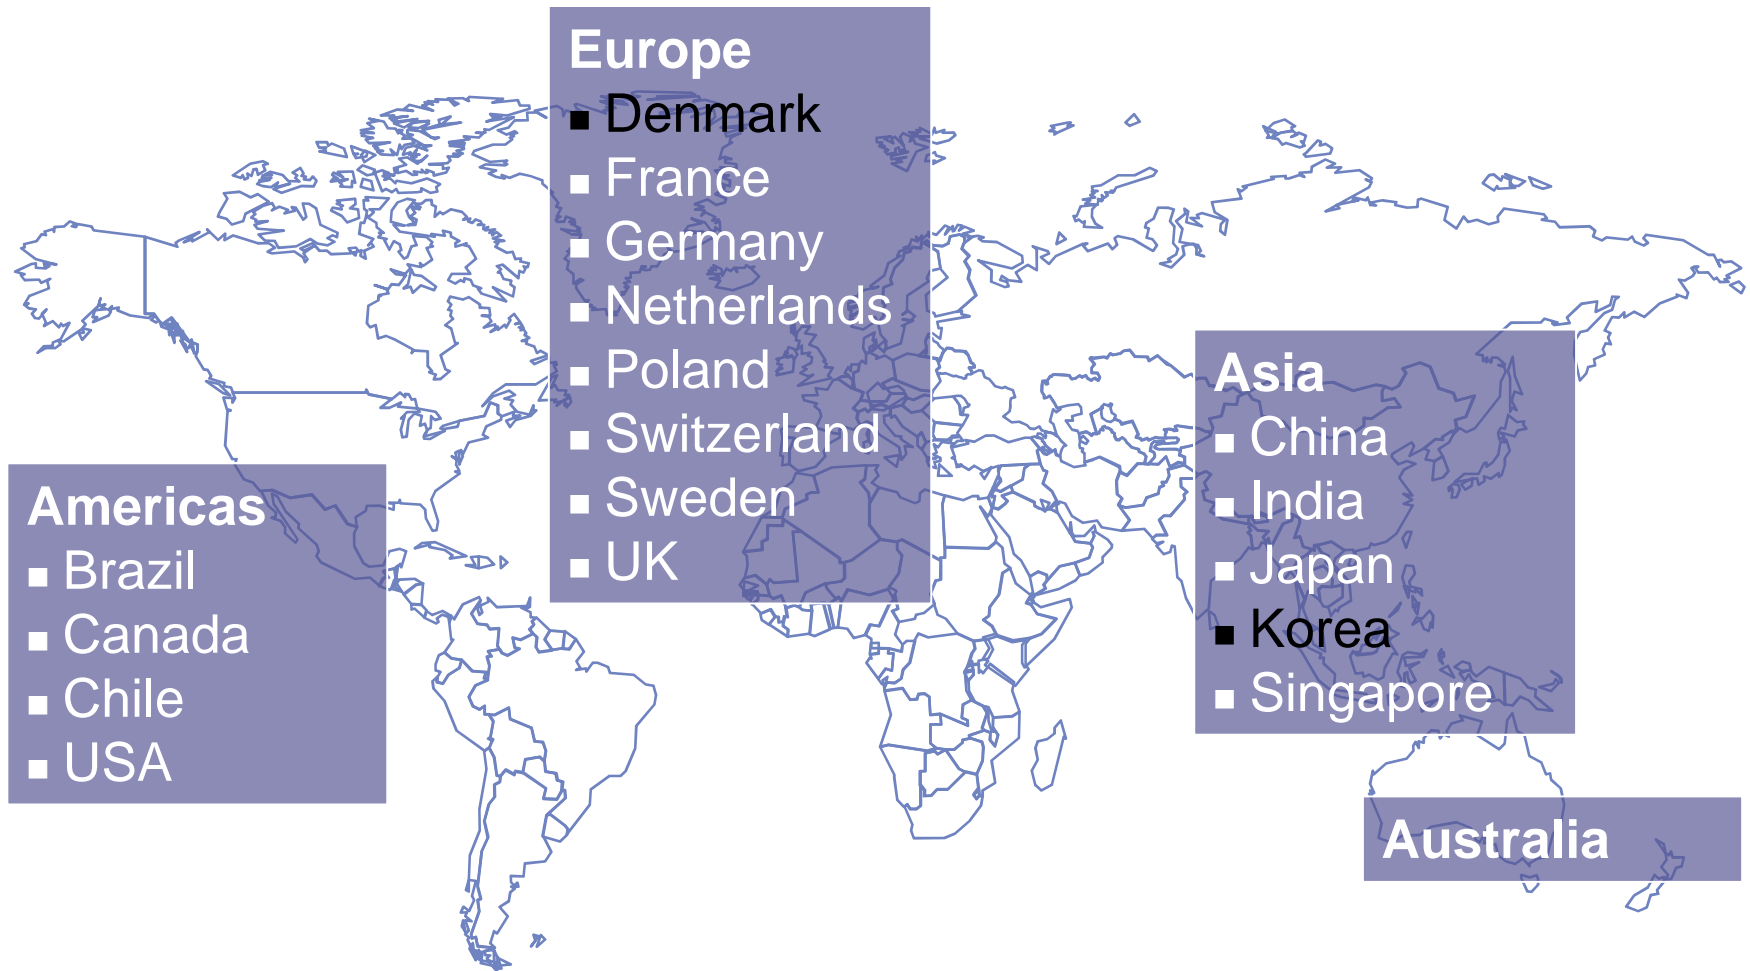 Europe
■ Denmark
■ France
■ Germany
■ Netherlands
■ Poland
■ Switzerland
■ Sweden
■ UK
Americas
■ Brazil
■ Canada
■ Chile
■ USA
Asia
■ China
■ India
■ Japan
■ Korea
■ Singapore
Australia